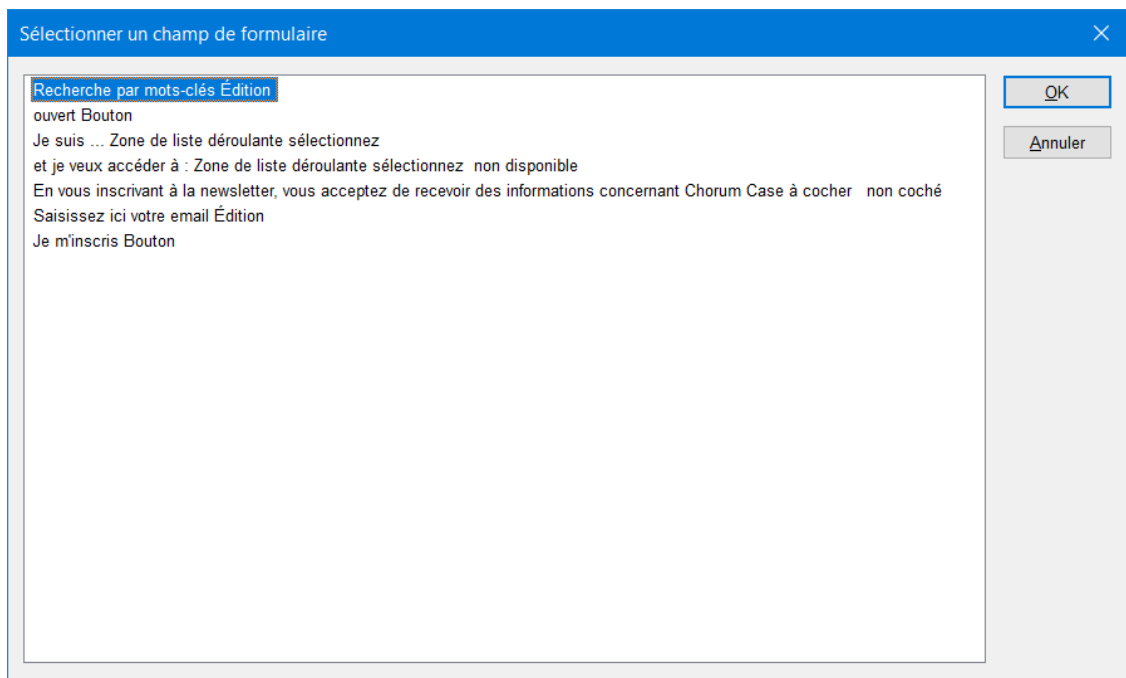 Sélectionner un champ de formulaire
Recherche par mots-clés Édition
ouvert Bouton
Je suis ... Zone de liste déroulante sélectionnez
et je veux accéder à : Zone de liste déroulante sélectionnez non disponible
En vous inscrivant à la newsletter, vous acceptez de recevoir des informations concernant Chorum Case à cocher non coché
Saisissez ici votre email Édition
Je m'inscris Bouton
OK
Annuler